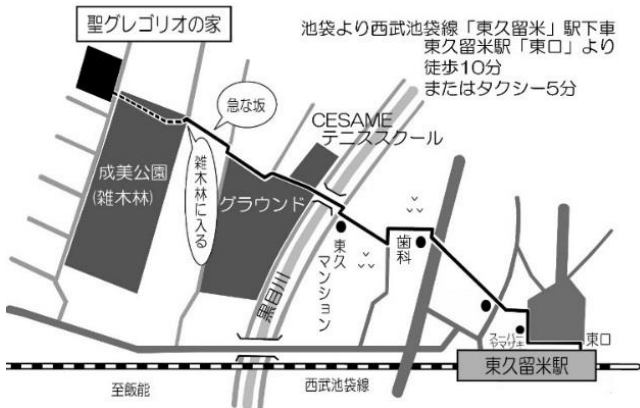 聖グレゴリオの家
池袋より西武池袋線「東久留米」駅下車
東久留米駅「東口」より
徒歩10分
またはタクシー5分
急な坂
CESAME
テニススクール
成美公園
(雑木林)
雑木林に入る
グラウンド
東久
マンション
歯科
黒目川
スーパー
ヤマザキ
東口
東久留米駅
至飯能
西武池袋線